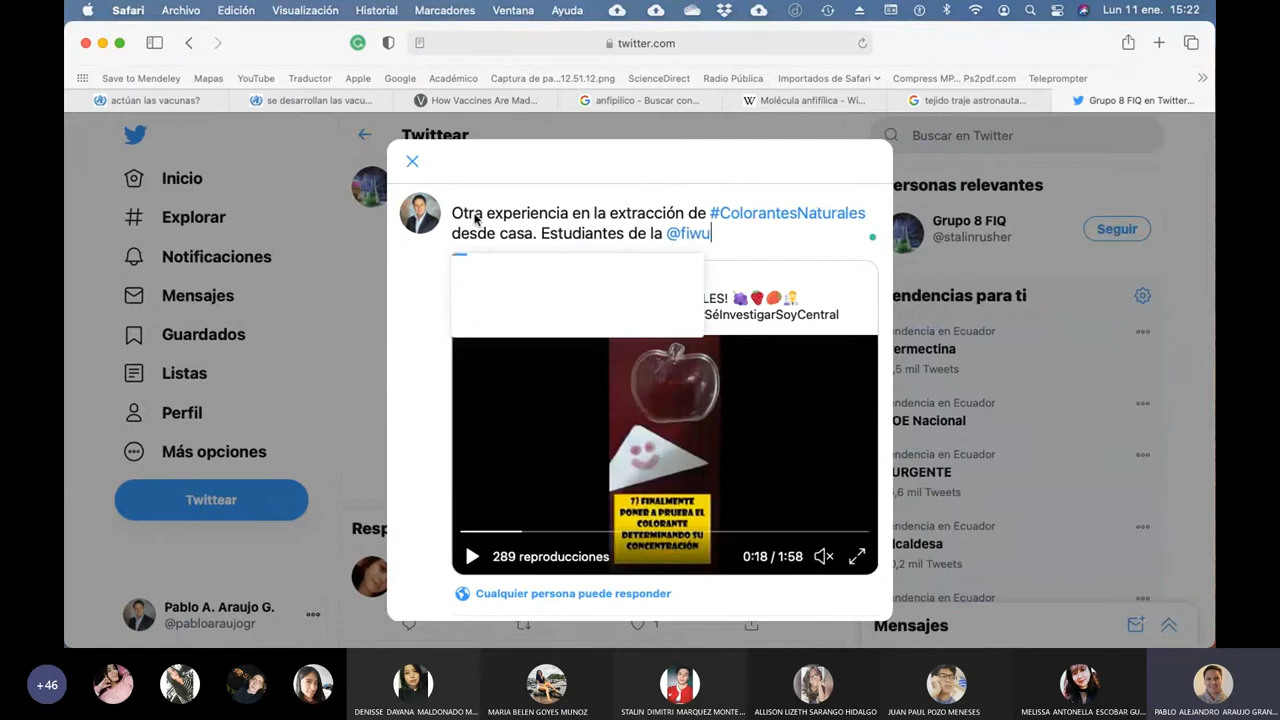 Safari Archivo Edición Visualización Historial Marcadores Ventana Ayuda Lun 11 ene. 15:22
twitter.com
Save to Mendeley Mapas YouTube Traductor Apple Google Académico Captura de pa...12.51.12.png ScienceDirect Radio Pública Importados de Safari Compress MP... Ps2pdf.com Teleprompter
actúan las vacunas? se desarrollan las vacu... How Vaccines Are Mad... anfipilico - Buscar con... Molécula anfifílica - Wi... tejido traje astronauta... Grupo 8 FIQ en Twitter...
Twittear
Buscar en Twitter
Inicio
Explorar
Notificaciones
Mensajes
Guardados
Listas
Perfil
Más opciones
Twittear
Pablo A. Araujo G.
@pabloaraujogr
Otra experiencia en la extracción de #ColorantesNaturales
desde casa. Estudiantes de la @fiwu
LES! 🍇🍓🥭👩‍🔬
SéInvestigarSoyCentral
7) FINALMENTE
PONER A PRUEBA EL
COLORANTE
DETERMINANDO SU
CONCENTRACIÓN
289 reproducciones 0:18 / 1:58
Cualquier persona puede responder
Resp
1
ersonas relevantes
Grupo 8 FIQ
@stalinrusher
Seguir
endencias para ti
endencia en Ecuador
ermectina
,5 mil Tweets
endencia en Ecuador
OE Nacional
endencia en Ecuador
URGENTE
,6 mil Tweets
endencia en Ecuador
lcaldesa
0,2 mil Tweets
endencia en Ecuador
Mensajes
+46
DENISSE DAYANA MALDONADO M... MARIA BELEN GOYES MUNOZ STALIN DIMITRI MARQUEZ MONTE... ALLISON LIZETH SARANGO HIDALGO JUAN PAUL POZO MENESES MELISSA ANTONELLA ESCOBAR GU... PABLO ALEJANDRO ARAUJO GRAN...